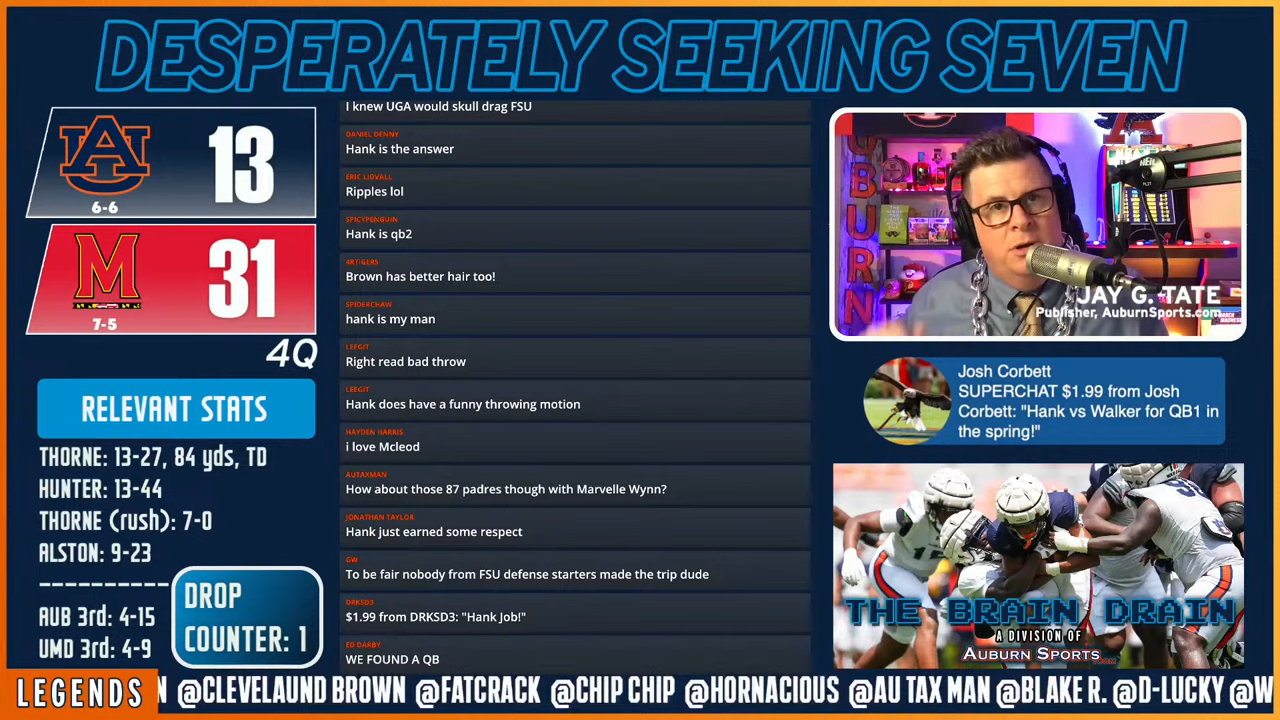 DESPERATELY SEEKING SEVEN
13
6-6
31
7-5
4Q
RELEVANT STATS
THORNE: 13-27, 84 yds, TD
HUNTER: 13-44
THORNE (rush): 7-0
ALSTON: 9-23
AUB 3rd: 4-15
UMD 3rd: 4-9
DROP
COUNTER: 1
I knew UGA would skull drag FSU
DANIEL DENNY
Hank is the answer
ERIC LIDVALL
Ripples lol
SPICYPENGUIN
Hank is qb2
4RTIGERS
Brown has better hair too!
SPIDERCHAW
hank is my man
LEEGIT
Right read bad throw
LEEGIT
Hank does have a funny throwing motion
HAYDEN HARRIS
i love Mcleod
AUTAXMAN
How about those 87 padres though with Marvelle Wynn?
JONATHAN TAYLOR
Hank just earned some respect
GW
To be fair nobody from FSU defense starters made the trip dude
DRKSD3
$1.99 from DRKSD3: "Hank Job!"
ED DARBY
WE FOUND A QB
JAY G. TATE
Publisher, AuburnSports.com
Josh Corbett
SUPERCHAT $1.99 from Josh
Corbett: "Hank vs Walker for QB1 in
the spring!"
THE BRAIN DRAIN
A DIVISION OF
AUBURN SPORTS.COM
LEGENDS
N @CLEVELAUND BROWN @FATCRACK @CHIP CHIP @HORNACIOUS @AU TAX MAN @BLAKE R. @D-LUCKY @W